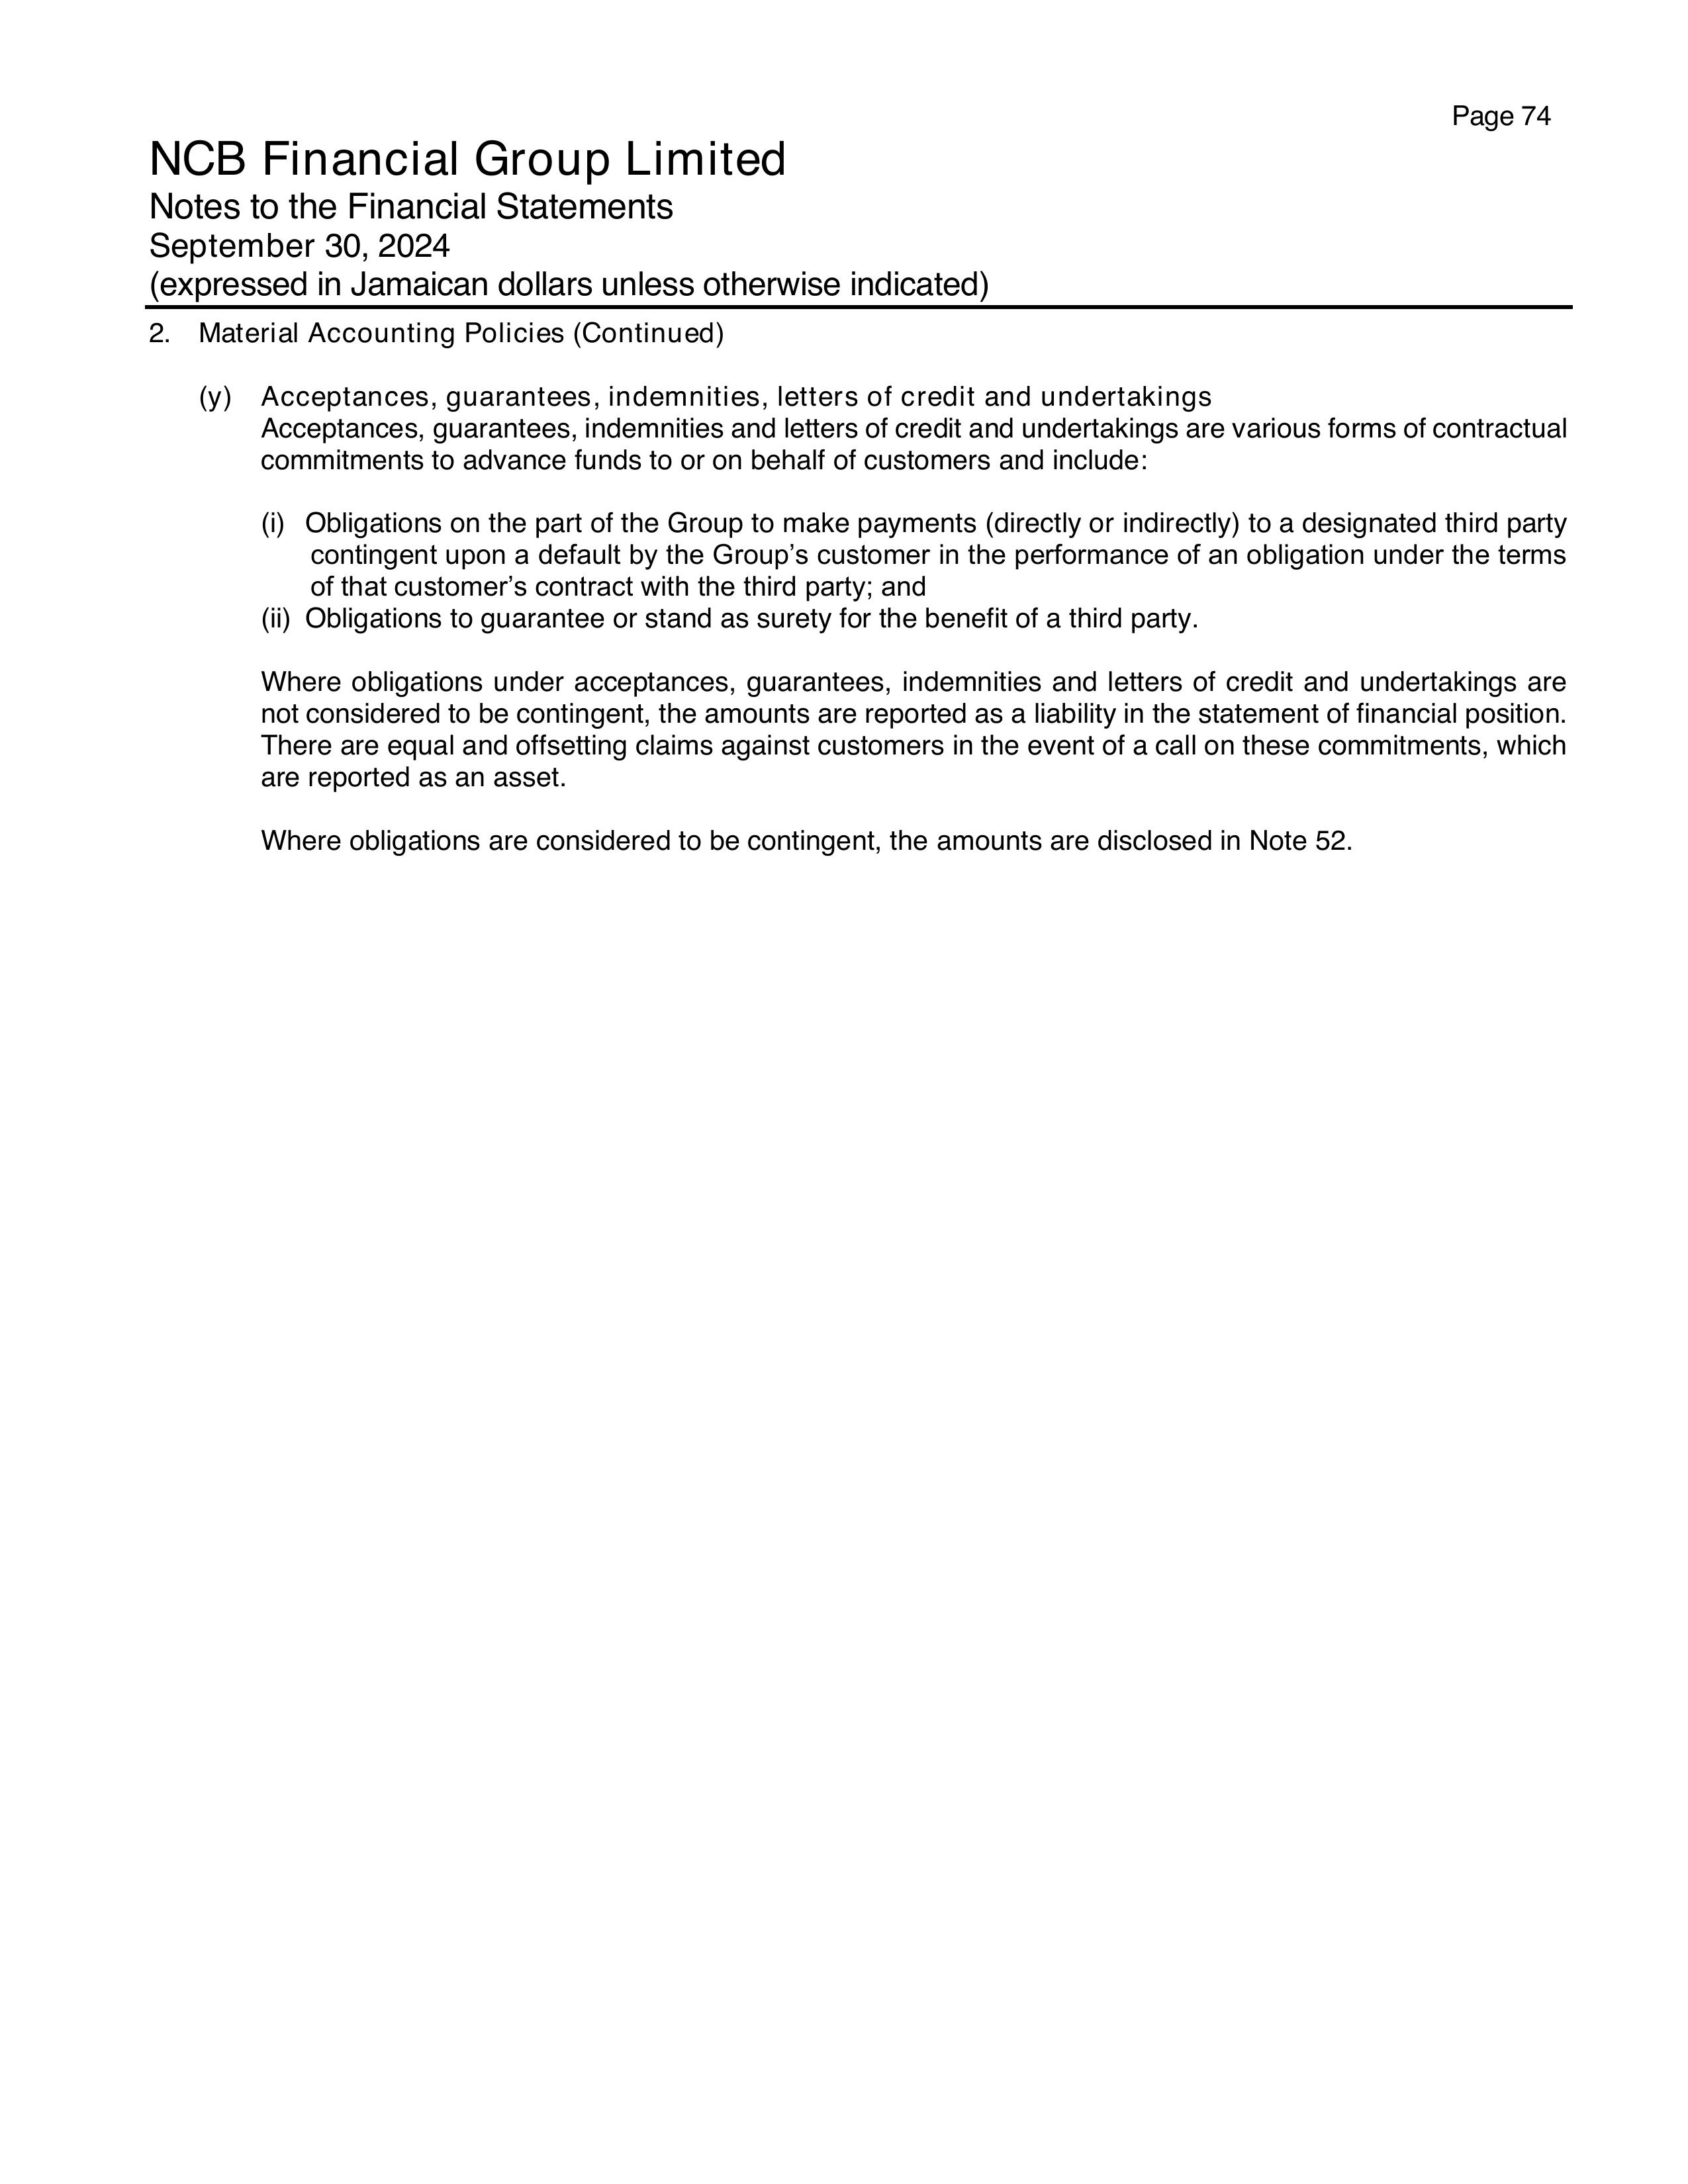 Page 74
NCB Financial Group Limited
Notes to the Financial Statements
September 30, 2024
(expressed in Jamaican dollars unless otherwise indicated)
2. Material Accounting Policies (Continued)
(y) Acceptances, guarantees, indemnities, letters of credit and undertakings
Acceptances, guarantees, indemnities and letters of credit and undertakings are various forms of contractual
commitments to advance funds to or on behalf of customers and include:
(i) Obligations on the part of the Group to make payments (directly or indirectly) to a designated third party
contingent upon a default by the Group’s customer in the performance of an obligation under the terms
of that customer’s contract with the third party; and
(ii) Obligations to guarantee or stand as surety for the benefit of a third party.
Where obligations under acceptances, guarantees, indemnities and letters of credit and undertakings are
not considered to be contingent, the amounts are reported as a liability in the statement of financial position.
There are equal and offsetting claims against customers in the event of a call on these commitments, which
are reported as an asset.
Where obligations are considered to be contingent, the amounts are disclosed in Note 52.